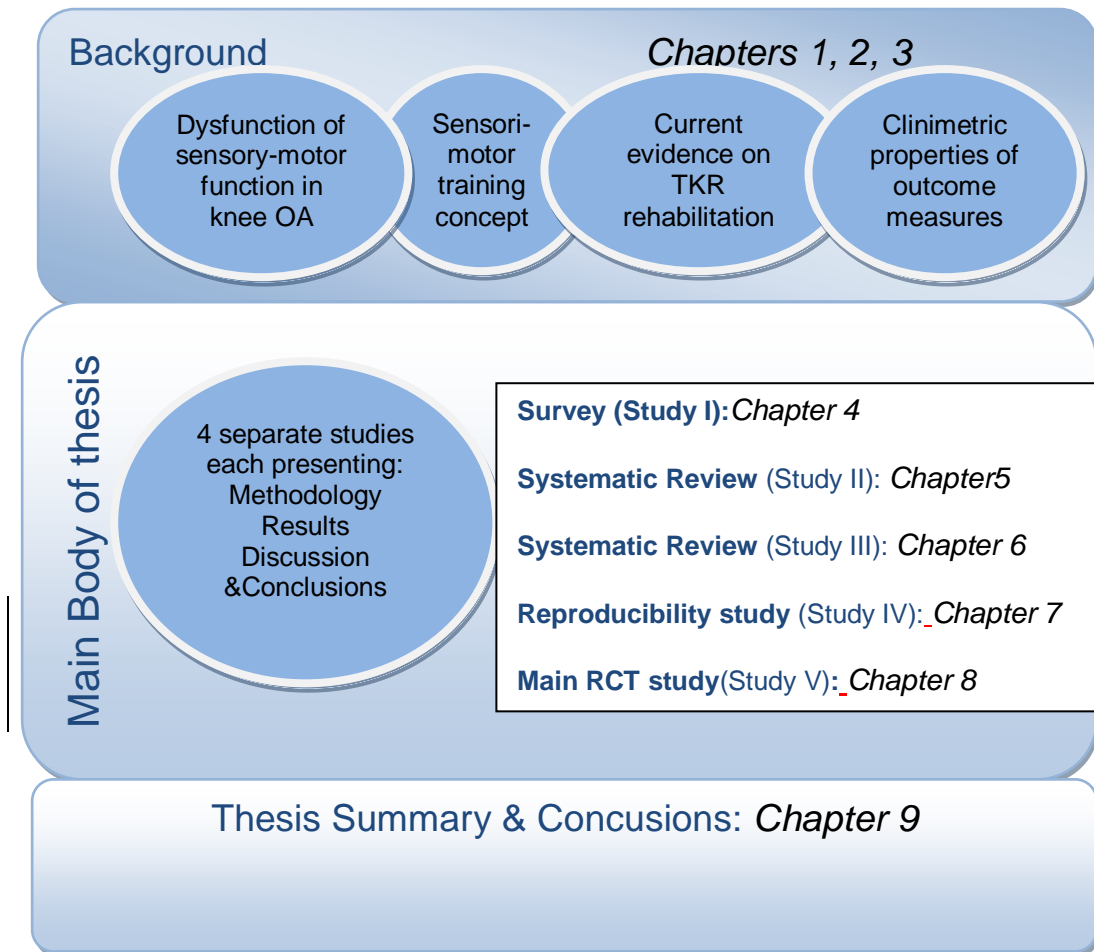 Background
Chapters 1, 2, 3
Dysfunction of
sensory-motor
function in
knee OA
Sensori-
motor
training
concept
Current
evidence on
TKR
rehabilitation
Clinimetric
properties of
outcome
measures
Main Body of thesis
4 separate studies
each presenting:
Methodology
Results
Discussion
&Conclusions
Survey (Study I):Chapter 4
Systematic Review (Study II): Chapter5
Systematic Review (Study III): Chapter 6
Reproducibility study (Study IV): Chapter 7
Main RCT study(Study V): Chapter 8
Thesis Summary & Concusions: Chapter 9